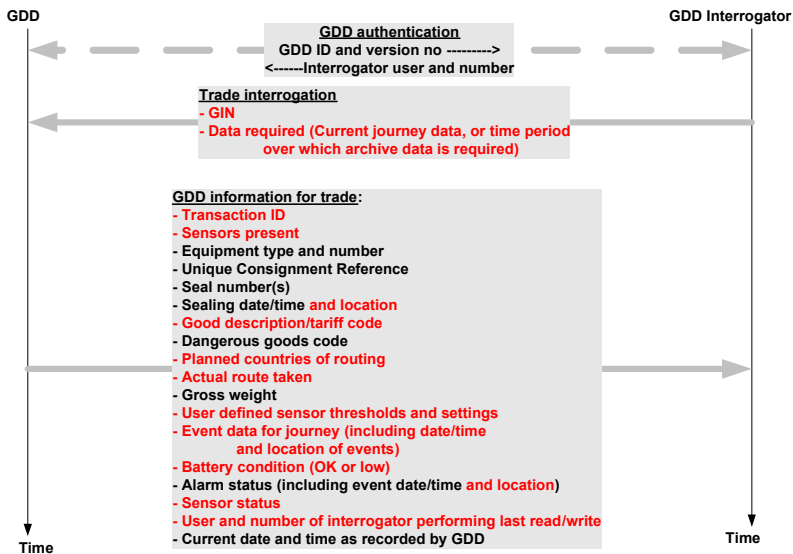 GDD
GDD Interrogator
GDD authentication
GDD ID and version no --------->
<------Interrogator user and number
Trade interrogation
- GIN
- Data required (Current journey data, or time period
over which archive data is required)
GDD information for trade:
- Transaction ID
- Sensors present
- Equipment type and number
- Unique Consignment Reference
- Seal number(s)
- Sealing date/time and location
- Good description/tariff code
- Dangerous goods code
- Planned countries of routing
- Actual route taken
- Gross weight
- User defined sensor thresholds and settings
- Event data for journey (including date/time
and location of events)
- Battery condition (OK or low)
- Alarm status (including event date/time and location)
- Sensor status
- User and number of interrogator performing last read/write
- Current date and time as recorded by GDD
Time
Time